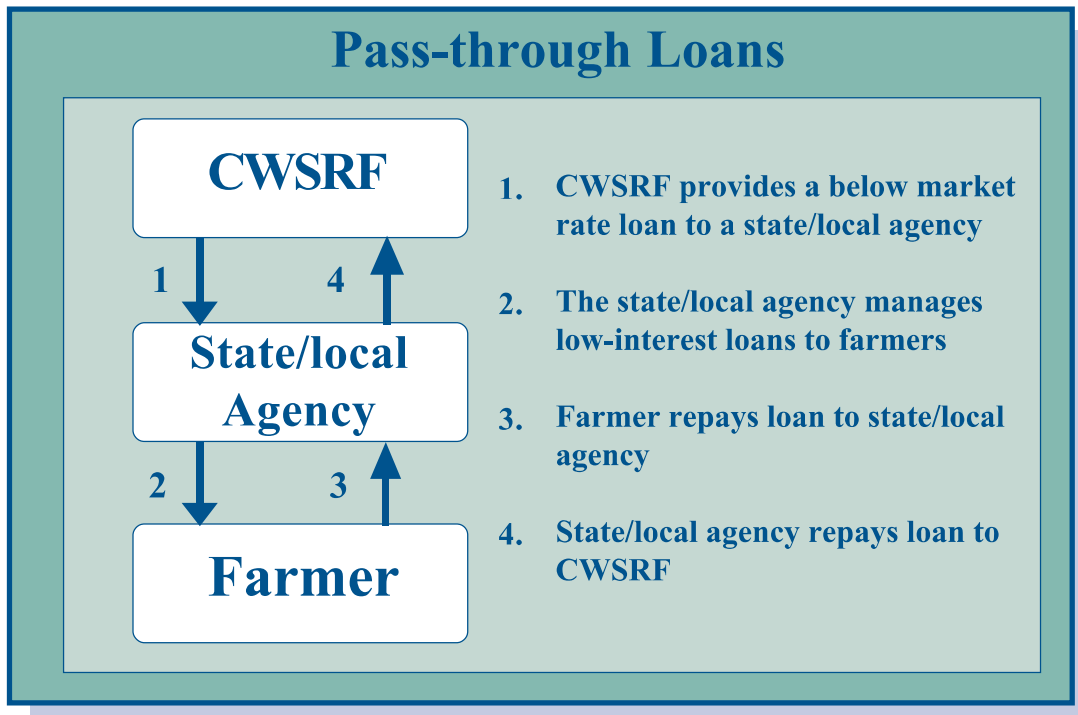 Pass-through Loans
CWSRF
1
4
State/local
Agency
2
3
Farmer
1. CWSRF provides a below market
rate loan to a state/local agency
2. The state/local agency manages
low-interest loans to farmers
3. Farmer repays loan to state/local
agency
4. State/local agency repays loan to
CWSRF